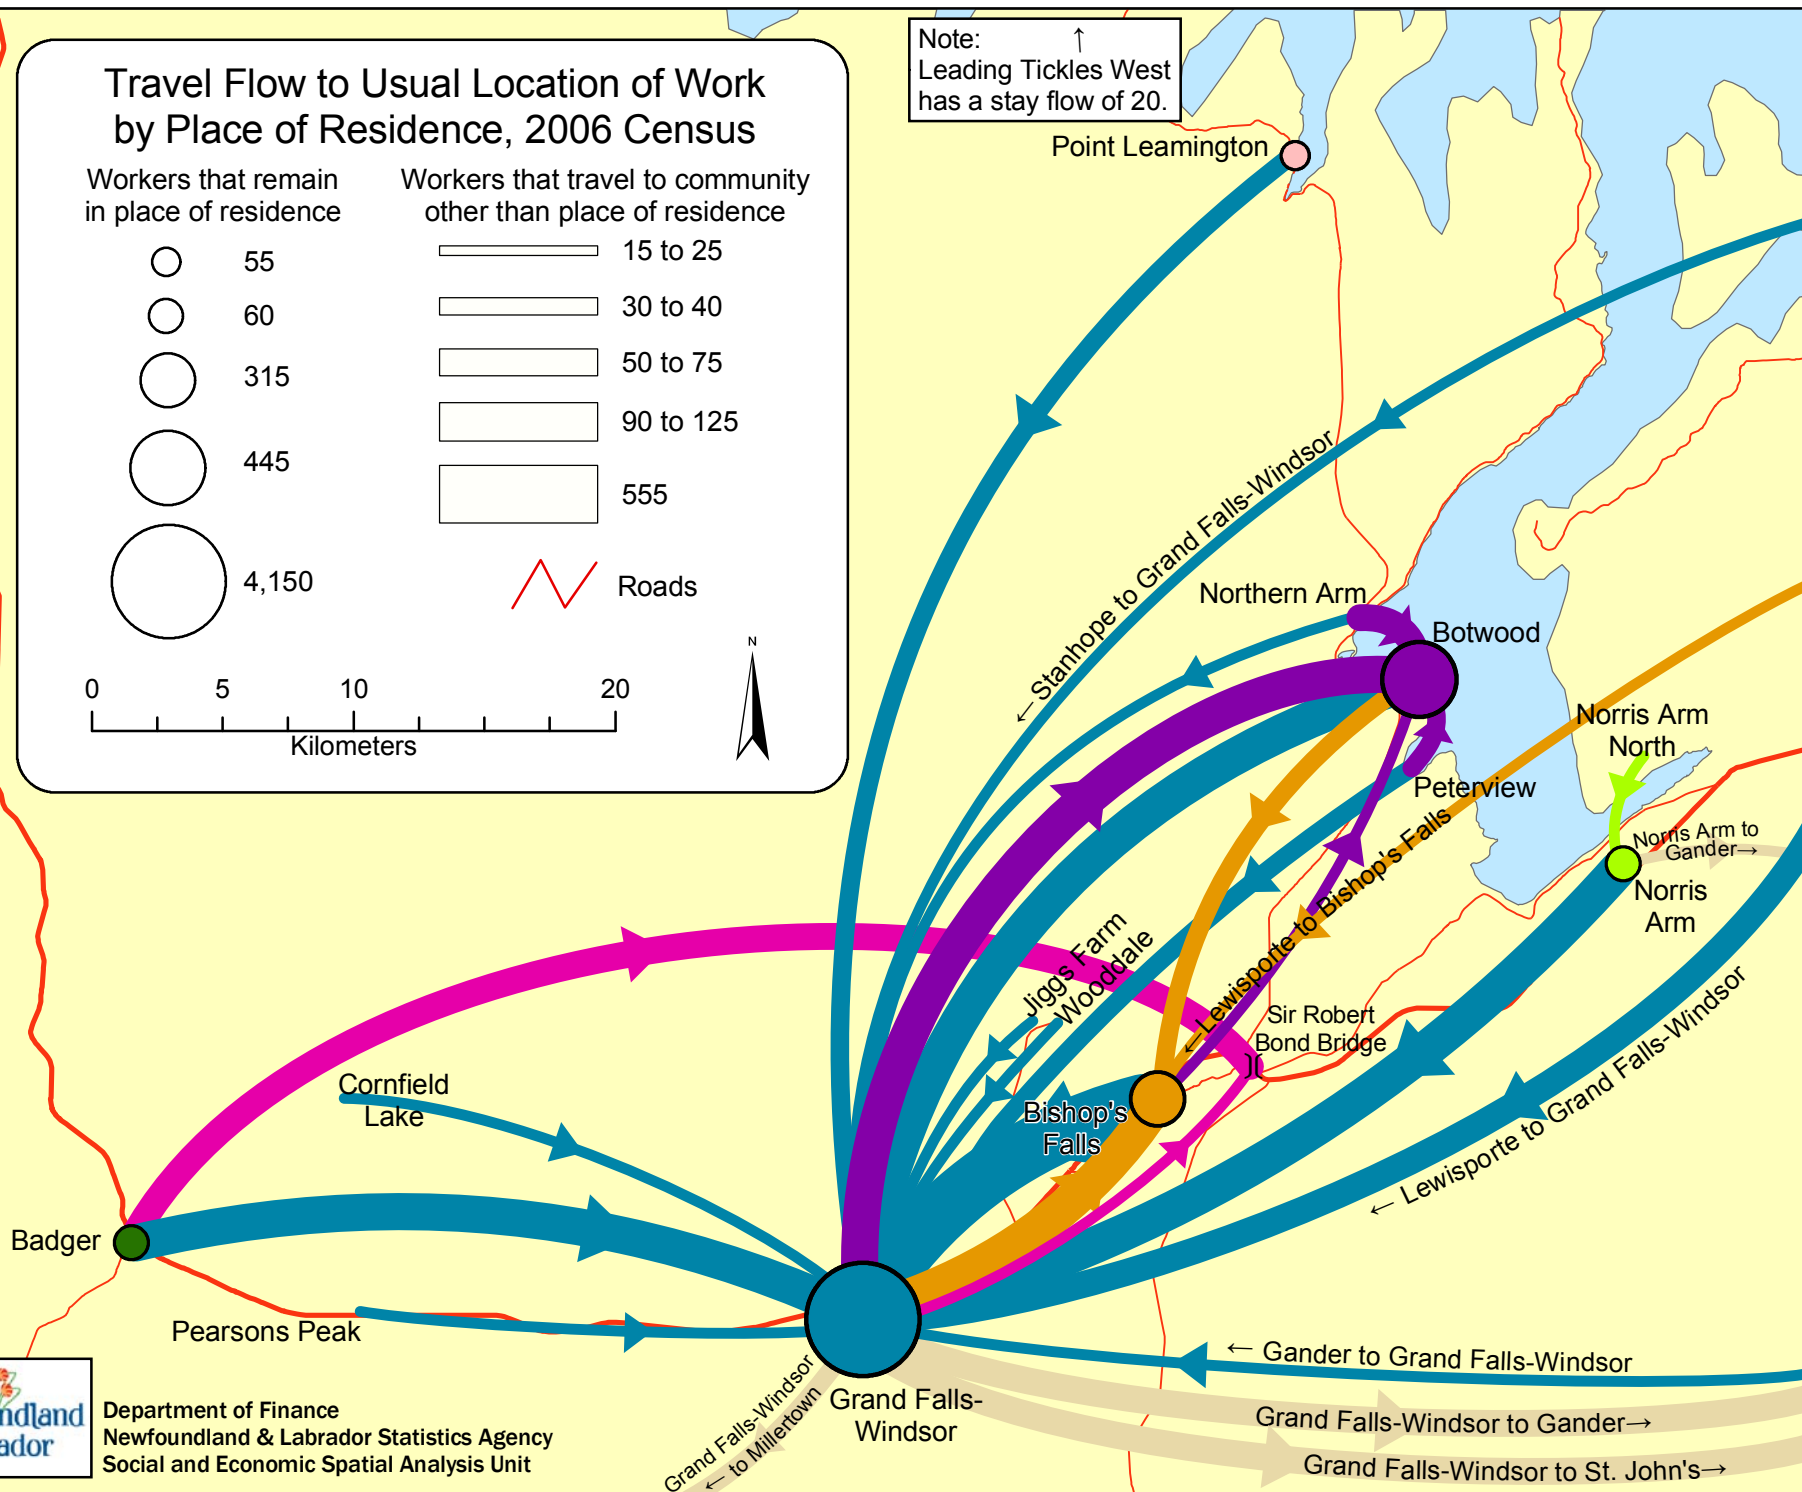 Travel Flow to Usual Location of Work
by Place of Residence, 2006 Census
Workers that remain
in place of residence
55
60
315
445
4,150
Workers that travel to community
other than place of residence
15 to 25
30 to 40
50 to 75
90 to 125
555
Roads
N
0 5 10 20
Kilometers
Note: ↑
Leading Tickles West
has a stay flow of 20.
Point Leamington
← Stanhope to Grand Falls-Windsor
Northern Arm
Botwood
Norris Arm
North
Peterview
Norris Arm to
Gander→
Norris
Arm
←Lewisporte to Bishop's Falls
Jiggs Farm
Wooddale
Sir Robert
Bond Bridge
Bishop's
Falls
Cornfield
Lake
← Lewisporte to Grand Falls-Windsor
Badger
Pearsons Peak
← Gander to Grand Falls-Windsor
Grand Falls-
Windsor
Grand Falls-Windsor to Gander→
Grand Falls-Windsor to St. John's→
Grand Falls-Windsor
← to Millertown
ndland
ador
Department of Finance
Newfoundland & Labrador Statistics Agency
Social and Economic Spatial Analysis Unit